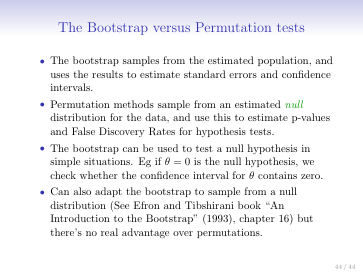 The Bootstrap versus Permutation tests
• The bootstrap samples from the estimated population, and
uses the results to estimate standard errors and confidence
intervals.
• Permutation methods sample from an estimated null
distribution for the data, and use this to estimate p-values
and False Discovery Rates for hypothesis tests.
• The bootstrap can be used to test a null hypothesis in
simple situations. Eg if θ = 0 is the null hypothesis, we
check whether the confidence interval for θ contains zero.
• Can also adapt the bootstrap to sample from a null
distribution (See Efron and Tibshirani book “An
Introduction to the Bootstrap” (1993), chapter 16) but
there’s no real advantage over permutations.
44 / 44